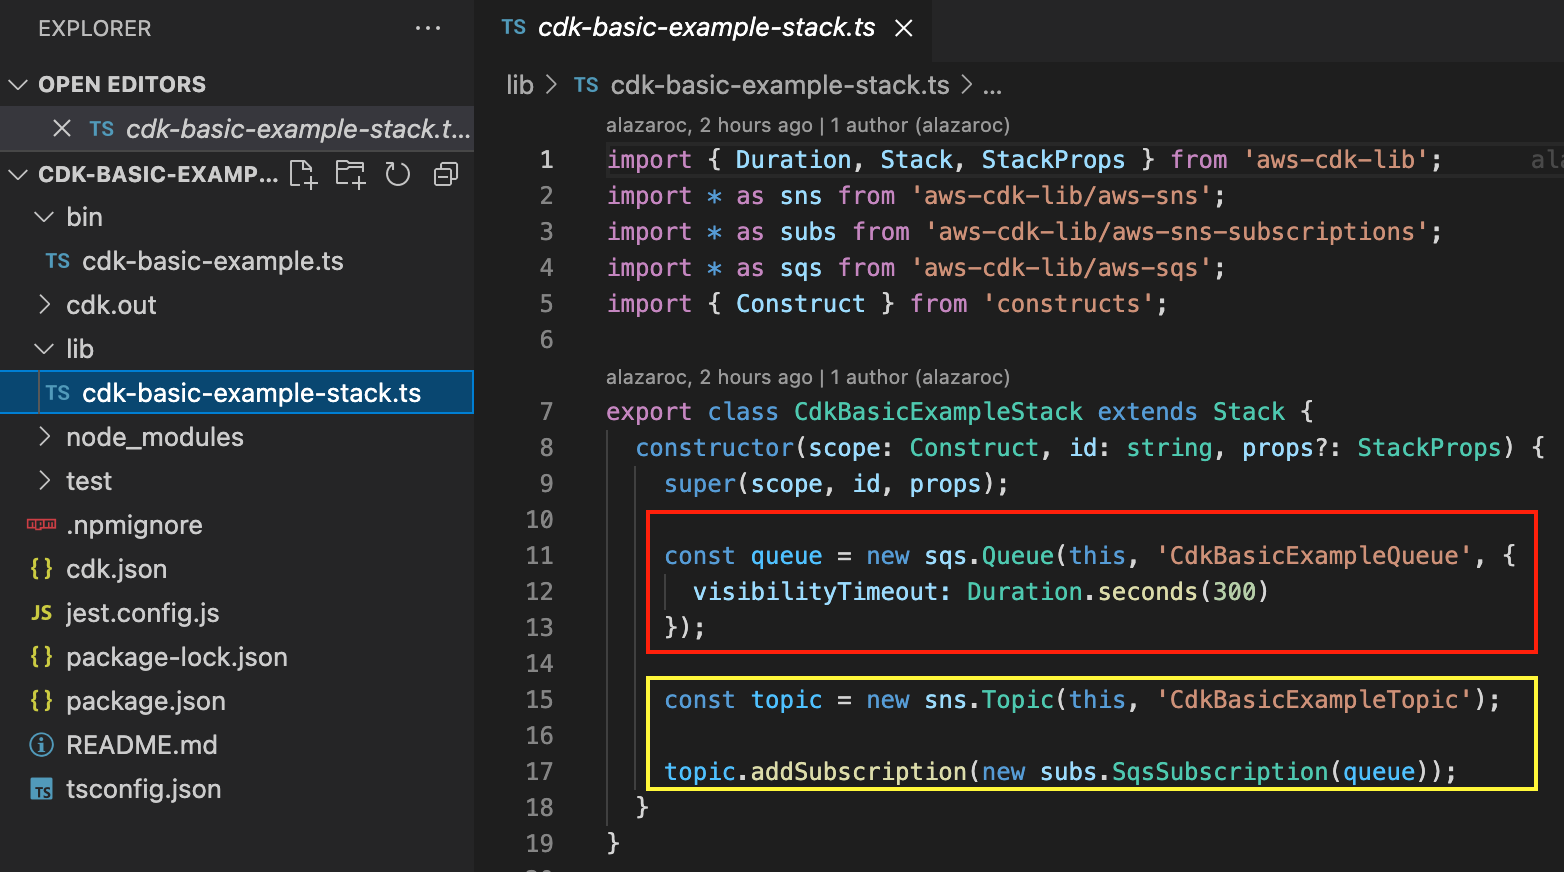 EXPLORER
OPEN EDITORS
TS cdk-basic-example-stack.t...
CDK-BASIC-EXAMP...
bin
TS cdk-basic-example.ts
cdk.out
lib
TS cdk-basic-example-stack.ts
node_modules
test
npm .npmignore
{} cdk.json
JS jest.config.js
{} package-lock.json
{} package.json
README.md
TS tsconfig.json
TS cdk-basic-example-stack.ts
lib > TS cdk-basic-example-stack.ts > ...
alazaroc, 2 hours ago | 1 author (alazaroc)
1 import { Duration, Stack, StackProps } from 'aws-cdk-lib';
2 import * as sns from 'aws-cdk-lib/aws-sns';
3 import * as subs from 'aws-cdk-lib/aws-sns-subscriptions';
4 import * as sqs from 'aws-cdk-lib/aws-sqs';
5 import { Construct } from 'constructs';
6
alazaroc, 2 hours ago | 1 author (alazaroc)
7 export class CdkBasicExampleStack extends Stack {
8 constructor(scope: Construct, id: string, props?: StackProps) {
9 super(scope, id, props);
10
11 const queue = new sqs.Queue(this, 'CdkBasicExampleQueue', {
12 visibilityTimeout: Duration.seconds(300)
13 });
14
15 const topic = new sns.Topic(this, 'CdkBasicExampleTopic');
16
17 topic.addSubscription(new subs.SqsSubscription(queue));
18 }
19 }